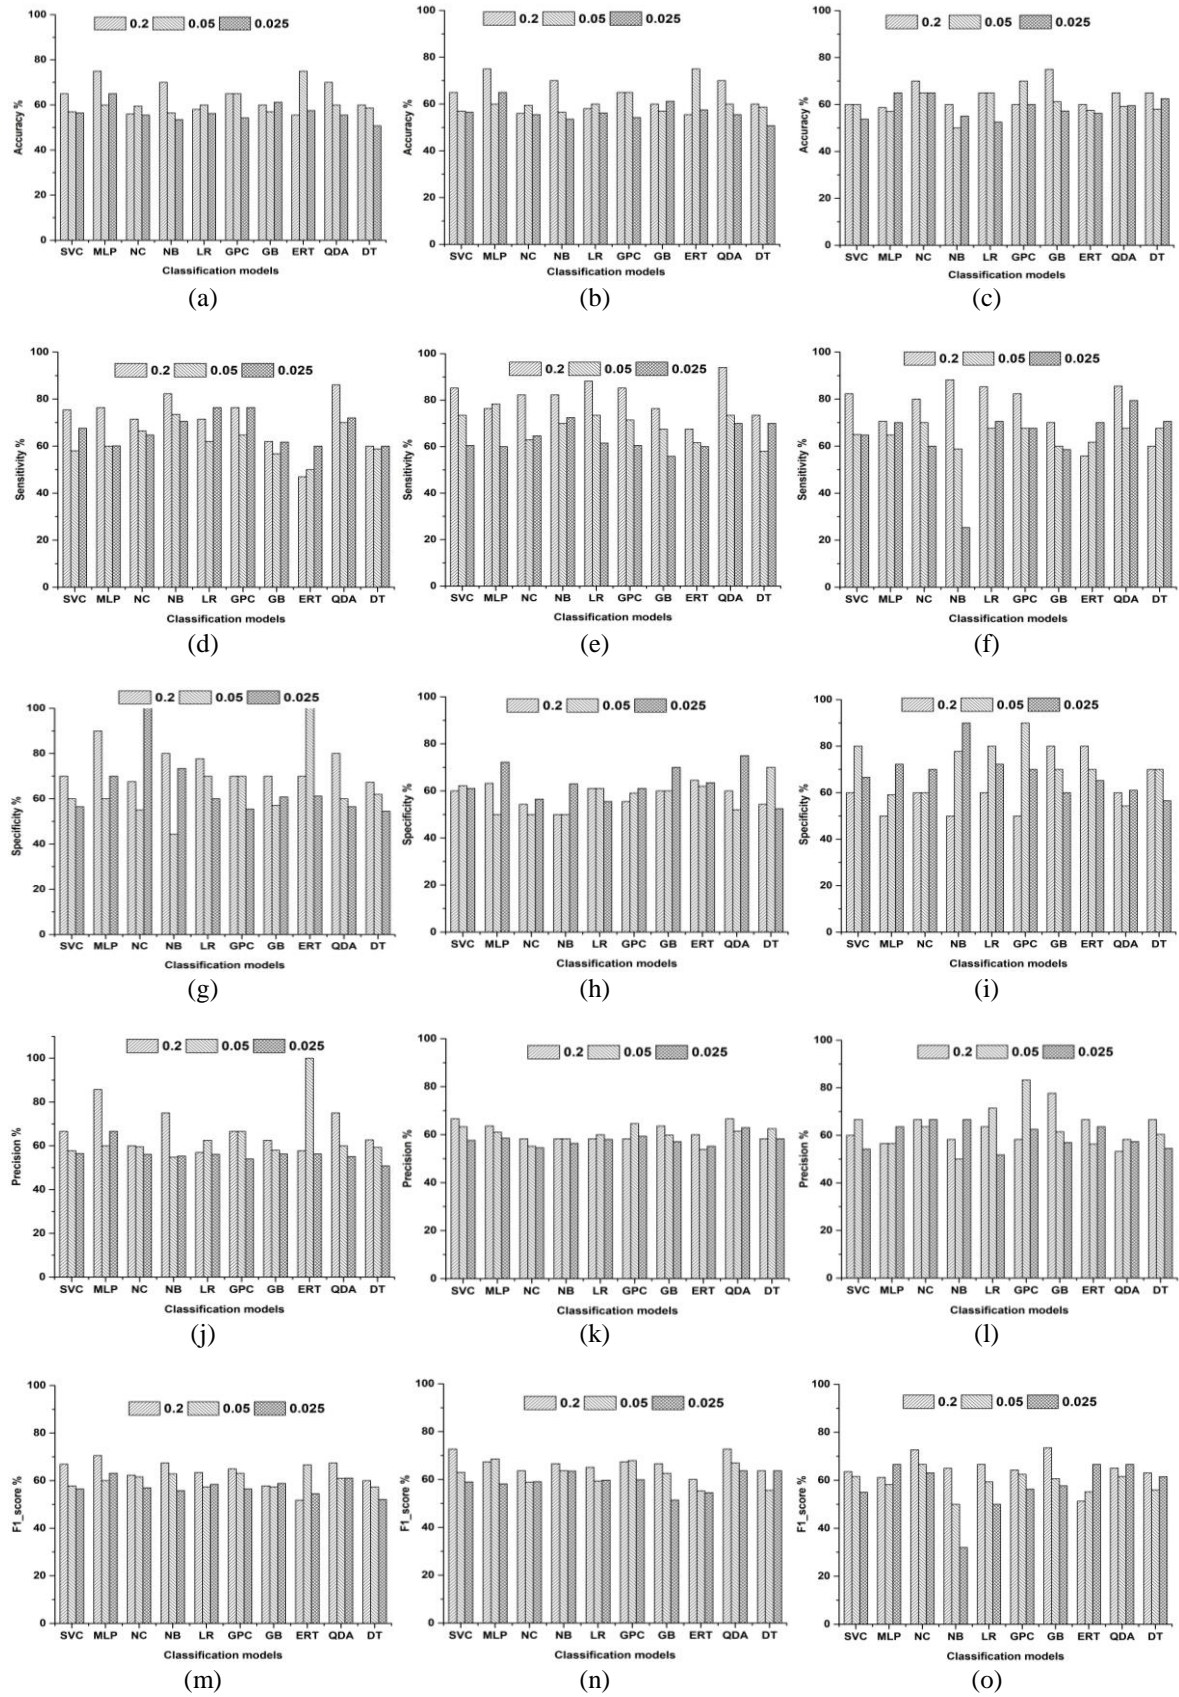 100
80
60
40
20
0
Accuracy %
0.2 0.05 0.025
SVC MLP NC NB LR GPC GB ERT QDA DT
Classification models
(a)
100
80
60
40
20
0
Accuracy %
0.2 0.05 0.025
SVC MLP NC NB LR GPC GB ERT QDA DT
Classification models
(b)
100
80
60
40
20
0
Accuracy %
0.2 0.05 0.025
SVC MLP NC NB LR GPC GB ERT QDA DT
Classification models
(c)
100
80
60
40
20
0
Sensitivity %
0.2 0.05 0.025
SVC MLP NC NB LR GPC GB ERT QDA DT
Classification models
(d)
100
80
60
40
20
0
Sensitivity %
0.2 0.05 0.025
SVC MLP NC NB LR GPC GB ERT QDA DT
Classification models
(e)
100
80
60
40
20
0
Sensitivity %
0.2 0.05 0.025
SVC MLP NC NB LR GPC GB ERT QDA DT
Classification models
(f)
100
80
60
40
20
0
Specificity %
0.2 0.05 0.025
SVC MLP NC NB LR GPC GB ERT QDA DT
Classification models
(g)
100
80
60
40
20
0
Specificity %
0.2 0.05 0.025
SVC MLP NC NB LR GPC GB ERT QDA DT
Classification models
(h)
100
80
60
40
20
0
Specificity %
0.2 0.05 0.025
SVC MLP NC NB LR GPC GB ERT QDA DT
Classification models
(i)
100
80
60
40
20
0
Precision %
0.2 0.05 0.025
SVC MLP NC NB LR GPC GB ERT QDA DT
Classification models
(j)
100
80
60
40
20
0
Precision %
0.2 0.05 0.025
SVC MLP NC NB LR GPC GB ERT QDA DT
Classification models
(k)
100
80
60
40
20
0
Precision %
0.2 0.05 0.025
SVC MLP NC NB LR GPC GB ERT QDA DT
Classification models
(l)
100
80
60
40
20
0
F1_score %
0.2 0.05 0.025
SVC MLP NC NB LR GPC GB ERT QDA DT
Classification models
(m)
100
80
60
40
20
0
F1_score %
0.2 0.05 0.025
SVC MLP NC NB LR GPC GB ERT QDA DT
Classification models
(n)
100
80
60
40
20
0
F1_score %
0.2 0.05 0.025
SVC MLP NC NB LR GPC GB ERT QDA DT
Classification models
(o)